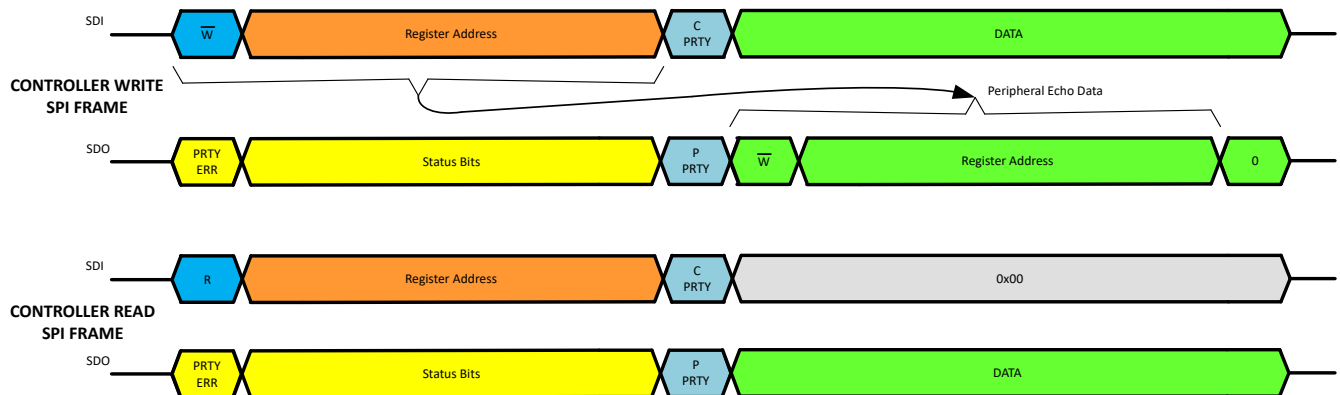 SDI
W̅
Register Address
C
PRTY
DATA
CONTROLLER WRITE
SPI FRAME
Peripheral Echo Data
SDO
PRTY
ERR
Status Bits
P
PRTY
W̅
Register Address
0
SDI
R
Register Address
C
PRTY
0x00
CONTROLLER READ
SPI FRAME
SDO
PRTY
ERR
Status Bits
P
PRTY
DATA